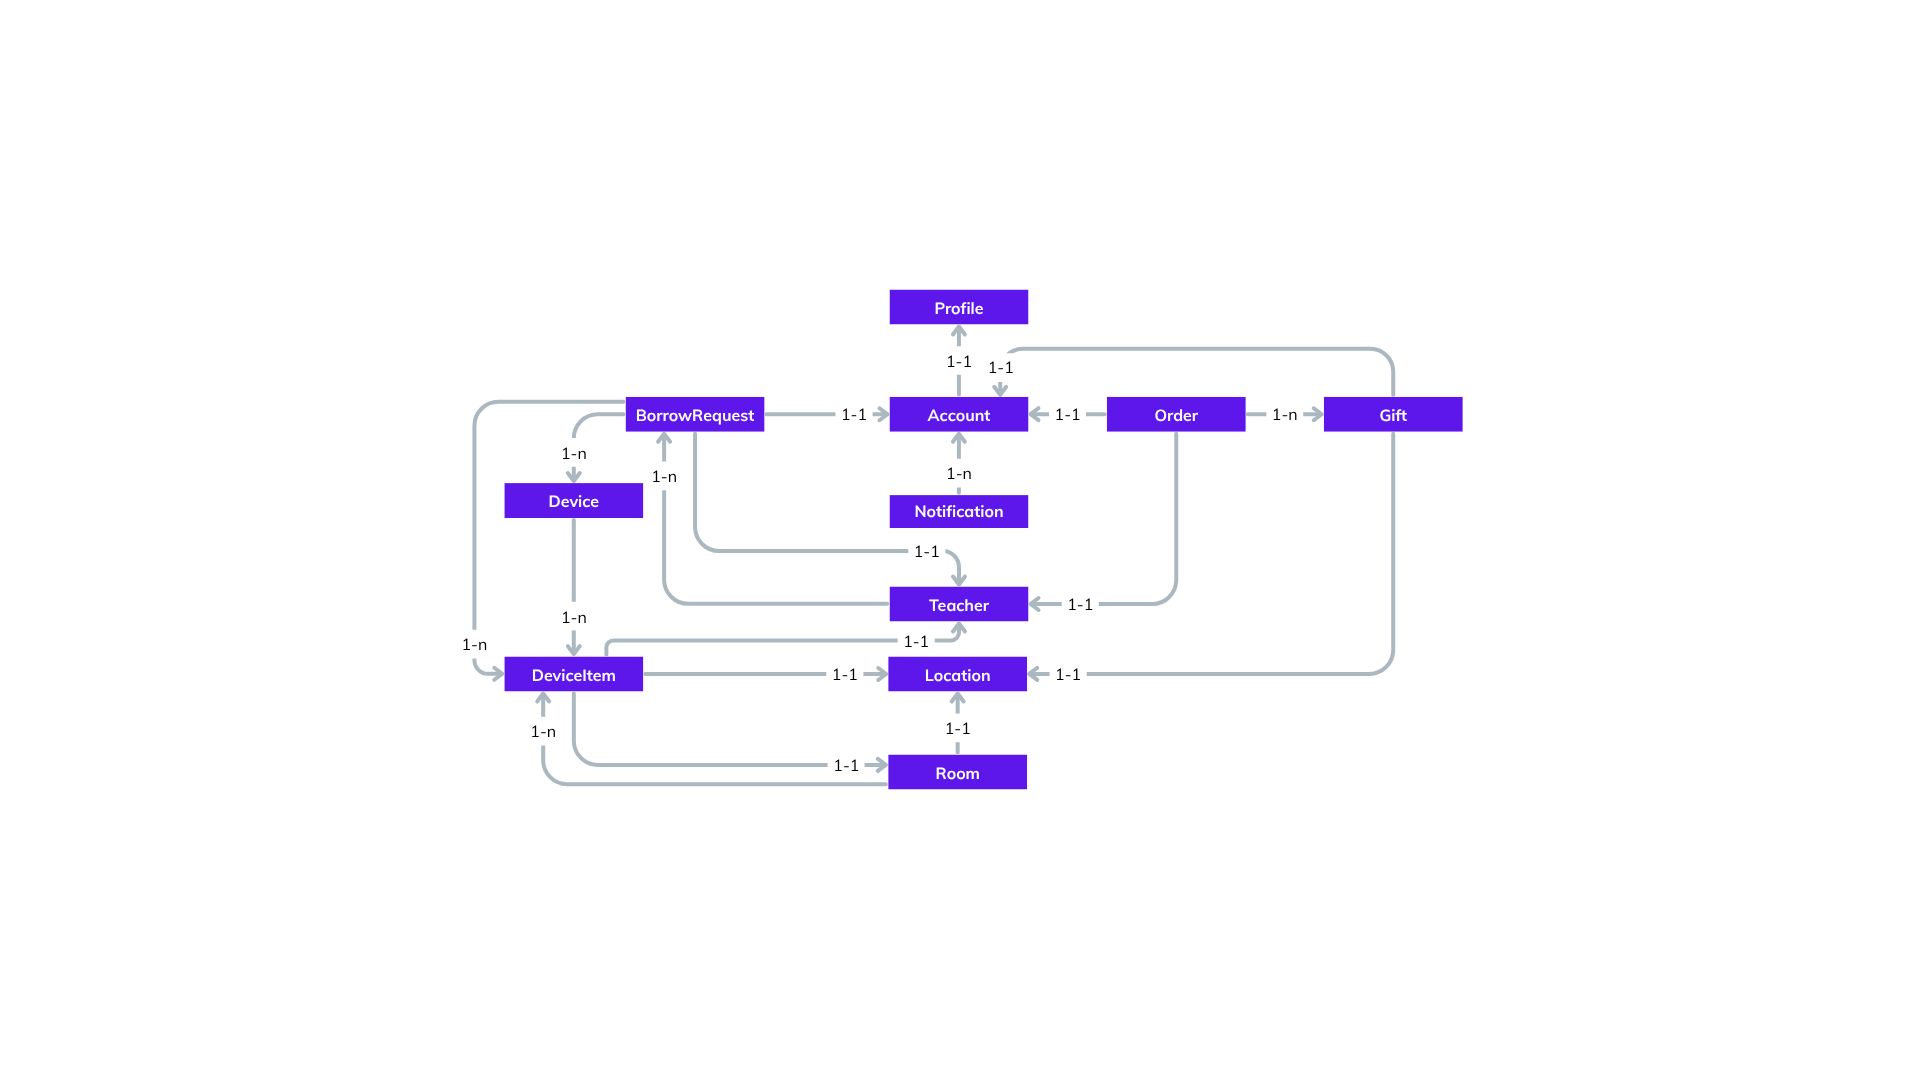 Profile
1-1
1-1
BorrowRequest
1-1
Account
1-1
Order
1-n
Gift
1-n
1-n
1-n
Device
Notification
1-1
Teacher
1-1
1-n
1-1
1-n
DeviceItem
1-1
Location
1-1
1-n
1-1
1-1
Room